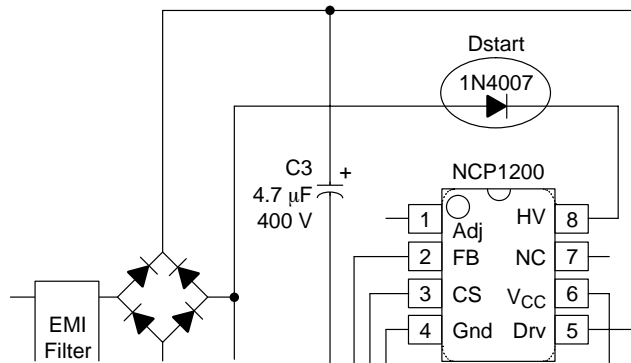 Dstart
1N4007
C3
+
4.7 μF
400 V
NCP1200
1 Adj HV 8
2 FB NC 7
3 CS VCC 6
4 Gnd Drv 5
EMI
Filter